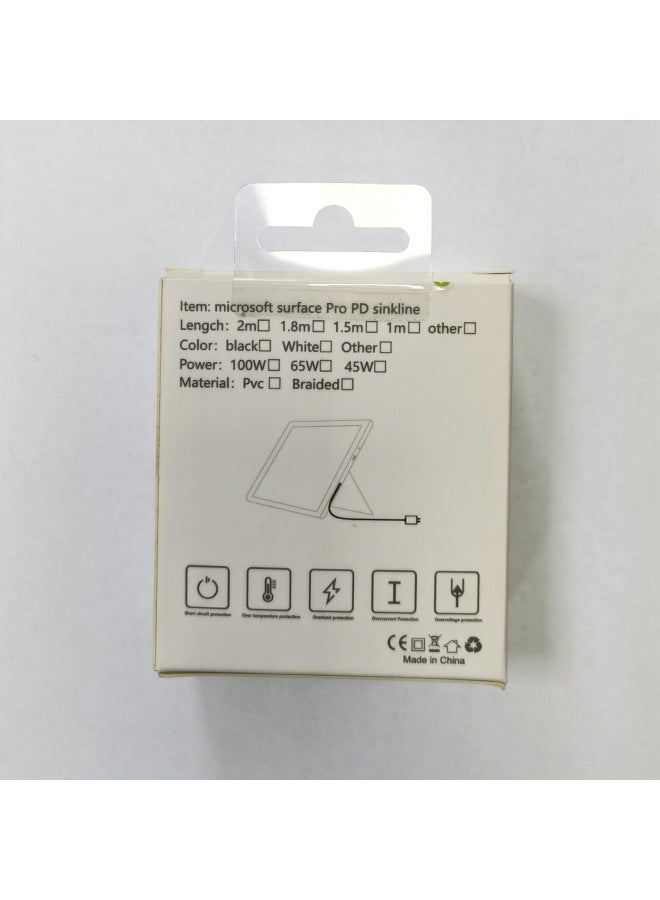 Item: microsoft surface Pro PD sinkline
Lengch: 2m☐ 1.8m☐ 1.5m☐ 1m☐ other☐
Color: black☐ White☐ Other☐
Power: 100W☐ 65W☐ 45W☐
Material: Pvc ☐ Braided☐
Short circuit protection Over temperature protection Overload protection Overcurrent Protection Overvoltage protection
CE
Made in China